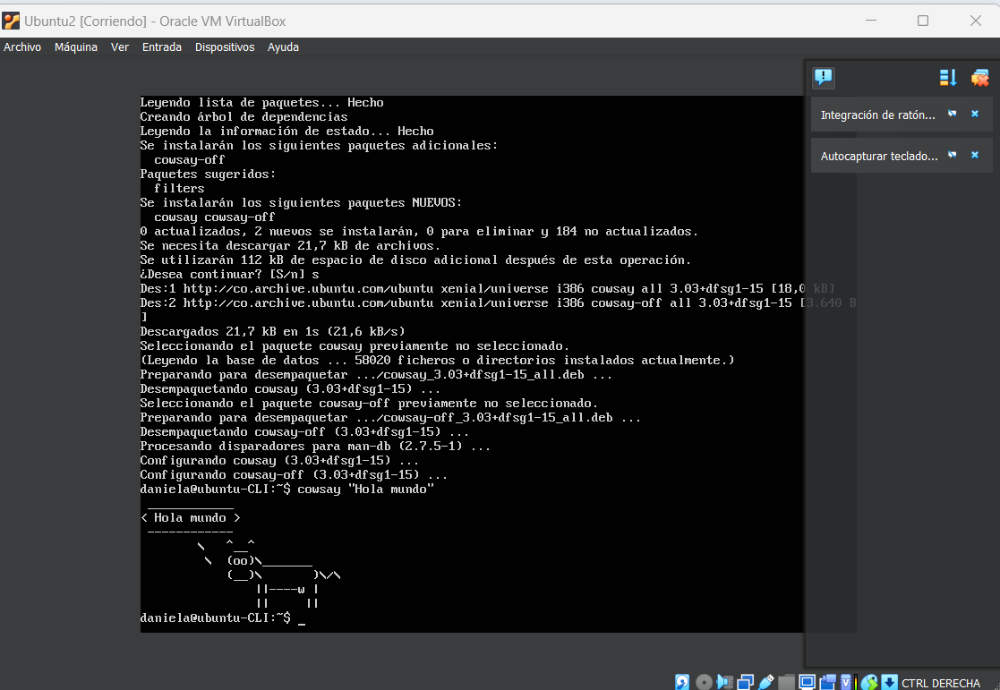 Ubuntu2 [Corriendo] - Oracle VM VirtualBox
Archivo Máquina Ver Entrada Dispositivos Ayuda
Integración de ratón...
Autocapturar teclado...
Leyendo lista de paquetes... Hecho
Creando árbol de dependencias
Leyendo la información de estado... Hecho
Se instalarán los siguientes paquetes adicionales:
  cowsay-off
Paquetes sugeridos:
  filters
Se instalarán los siguientes paquetes NUEVOS:
  cowsay cowsay-off
0 actualizados, 2 nuevos se instalarán, 0 para eliminar y 184 no actualizados.
Se necesita descargar 21,7 kB de archivos.
Se utilizarán 112 kB de espacio de disco adicional después de esta operación.
¿Desea continuar? [S/n] s
Des:1 http://co.archive.ubuntu.com/ubuntu xenial/universe i386 cowsay all 3.03+dfsg1-15 [18,0 kB]
Des:2 http://co.archive.ubuntu.com/ubuntu xenial/universe i386 cowsay-off all 3.03+dfsg1-15 [3.640 B
]
Descargados 21,7 kB en 1s (21,6 kB/s)
Seleccionando el paquete cowsay previamente no seleccionado.
(Leyendo la base de datos ... 58020 ficheros o directorios instalados actualmente.)
Preparando para desempaquetar .../cowsay_3.03+dfsg1-15_all.deb ...
Desempaquetando cowsay (3.03+dfsg1-15) ...
Seleccionando el paquete cowsay-off previamente no seleccionado.
Preparando para desempaquetar .../cowsay-off_3.03+dfsg1-15_all.deb ...
Desempaquetando cowsay-off (3.03+dfsg1-15) ...
Procesando disparadores para man-db (2.7.5-1) ...
Configurando cowsay (3.03+dfsg1-15) ...
Configurando cowsay-off (3.03+dfsg1-15) ...
daniela@ubuntu-CLI:~$ cowsay "Hola mundo"
 ____________
< Hola mundo >
 ------------
        \   ^__^
         \  (oo)\_______
            (__)\       )\/\
                ||----w |
                ||     ||
daniela@ubuntu-CLI:~$ _
CTRL DERECHA